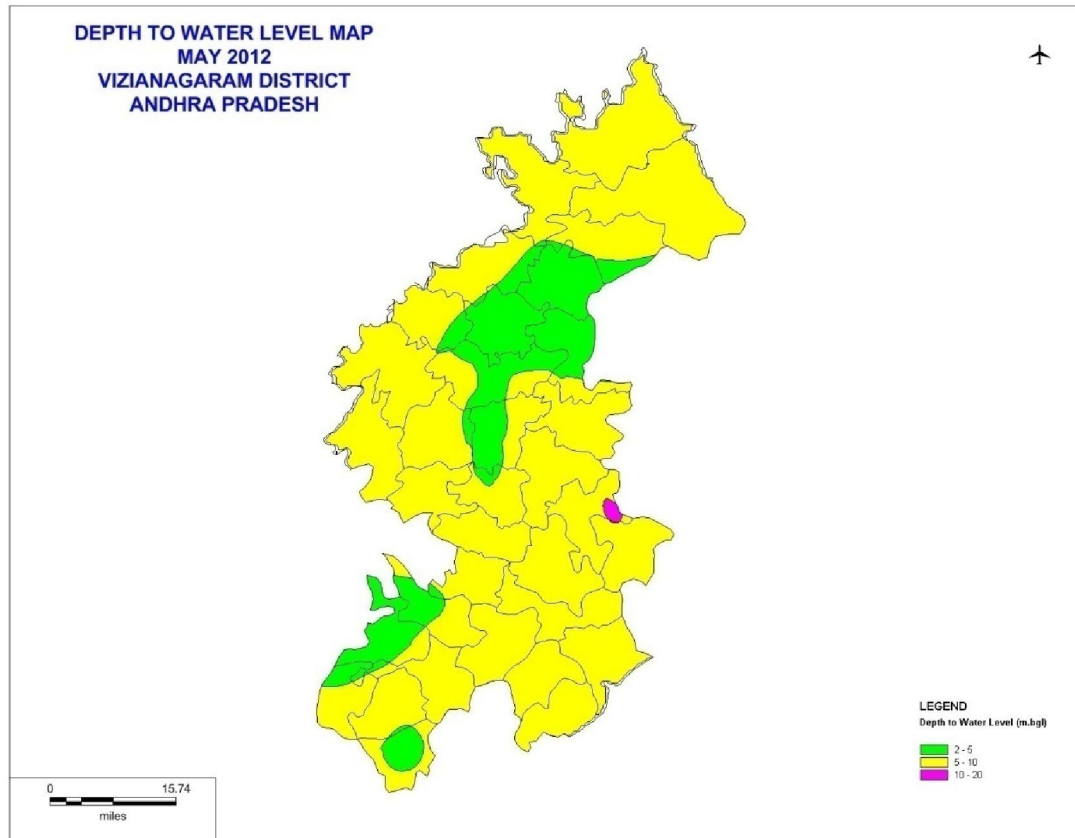 DEPTH TO WATER LEVEL MAP
MAY 2012
VIZIANAGARAM DISTRICT
ANDHRA PRADESH
LEGEND
Depth to Water Level (m.bgl)
2 - 5
5 - 10
10 - 20
0 15.74
miles